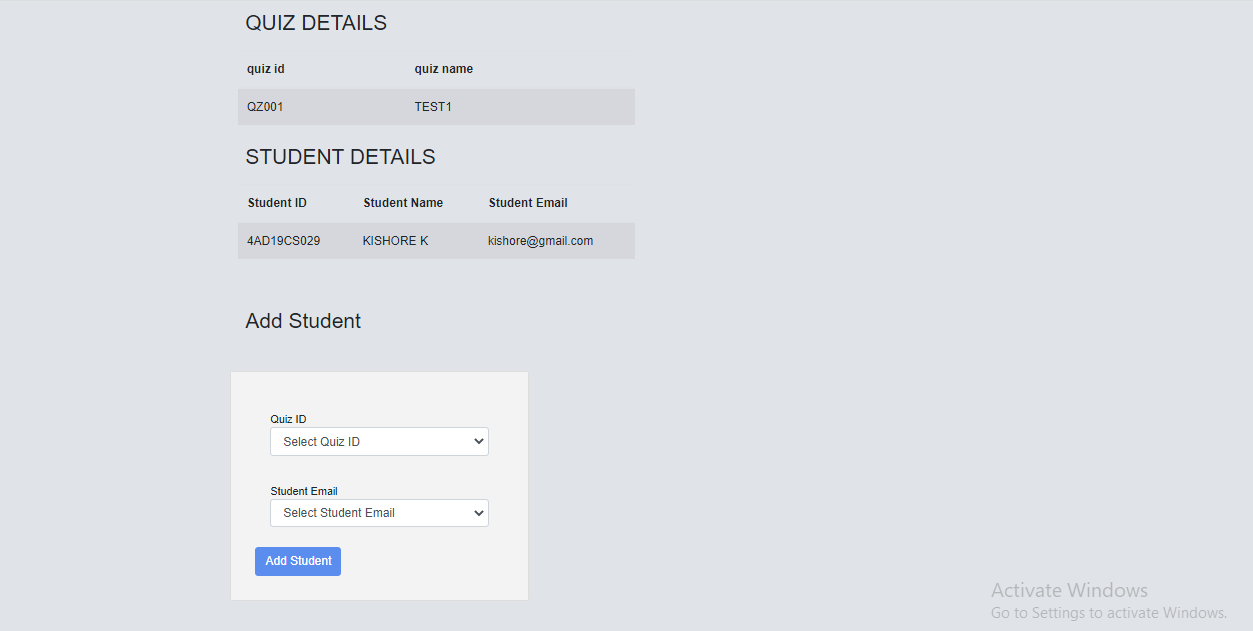 QUIZ DETAILS
quiz id quiz name
QZ001 TEST1
STUDENT DETAILS
Student ID Student Name Student Email
4AD19CS029 KISHORE K kishore@gmail.com
Add Student
Quiz ID
Select Quiz ID
Student Email
Select Student Email
Add Student
Activate Windows
Go to Settings to activate Windows.